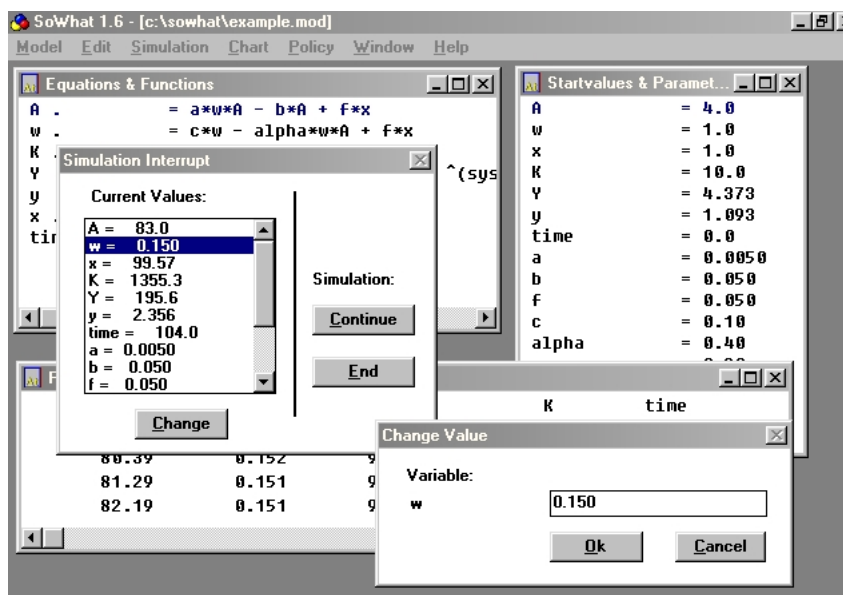 SoWhat 1.6 - [c:\sowhat\example.mod]
Model Edit Simulation Chart Policy Window Help
Equations & Functions
A . = a*w*A - b*A + f*x
w . = c*w - alpha*w*A + f*x
K
Y ^(sys
y
x .
Simulation Interrupt
Current Values:
A = 83.0
w = 0.150
x = 99.57
K = 1355.3
Y = 195.6
y = 2.356
time = 104.0
a = 0.0050
b = 0.050
f = 0.050
Change
Simulation:
Continue
End
Startvalues & Paramet...
A = 4.0
w = 1.0
x = 1.0
K = 10.0
Y = 4.373
y = 1.093
time = 0.0
a = 0.0050
b = 0.050
f = 0.050
c = 0.10
alpha = 0.40
K time
80.39 0.152 9
81.29 0.151 9
82.19 0.151 9
Change Value
Variable:
w 0.150
Ok Cancel